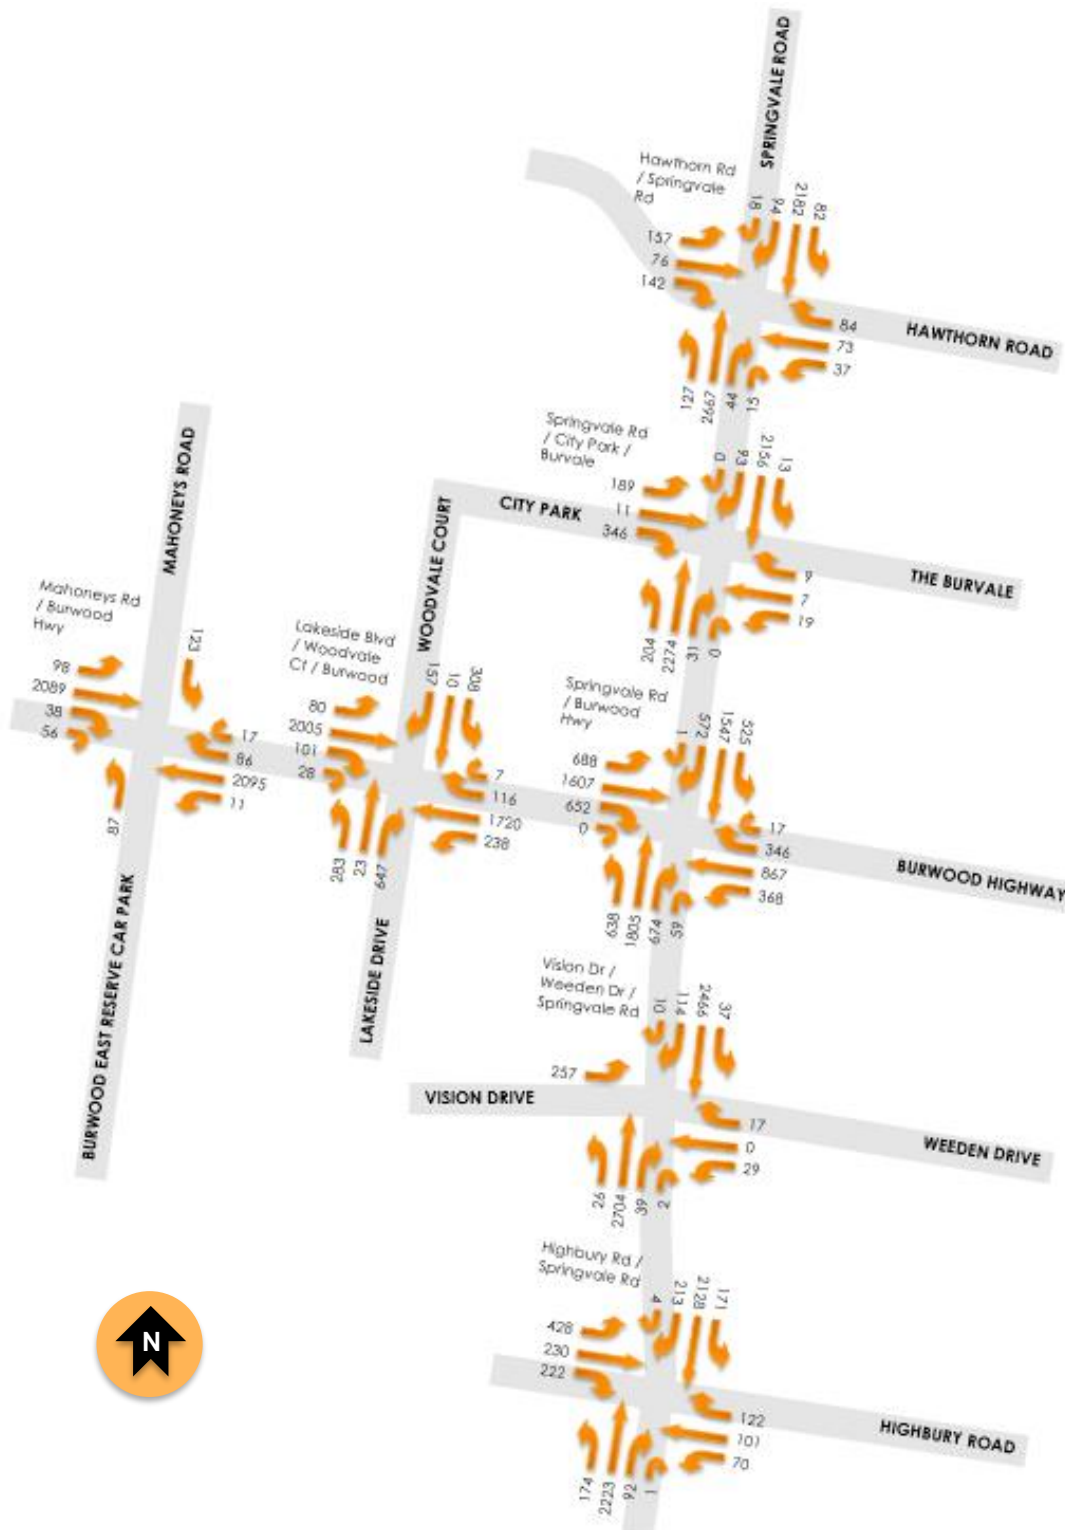 SPRINGVALE ROAD
Hawthorn Rd
/ Springvale
Rd
18
94
2182
82
157
76
142
84
73
37
HAWTHORN ROAD
127
2667
44
15
Springvale Rd
/ City Park /
Burvale
0
93
2156
13
189
11
346
CITY PARK
9
7
19
THE BURVALE
204
2274
31
0
MAHONEYS ROAD
Mahoneys Rd
/ Burwood
Hwy
123
98
2089
38
56
17
86
2095
11
87
BURWOOD EAST RESERVE CAR PARK
WOODVALE COURT
Lakeside Blvd
/ Woodvale
Ct / Burwood
157
10
308
80
2005
101
28
7
116
1720
238
283
23
647
LAKESIDE DRIVE
Springvale Rd
/ Burwood
Hwy
1
572
1547
525
688
1607
652
0
17
346
867
368
BURWOOD HIGHWAY
638
1805
674
59
Vision Dr /
Weeden Dr /
Springvale Rd
10
114
2466
37
257
VISION DRIVE
17
0
29
WEEDEN DRIVE
2704
39
2
Highbury Rd /
Springvale Rd
4
213
2128
171
428
230
222
122
101
70
HIGHBURY ROAD
174
2223
26
1
N